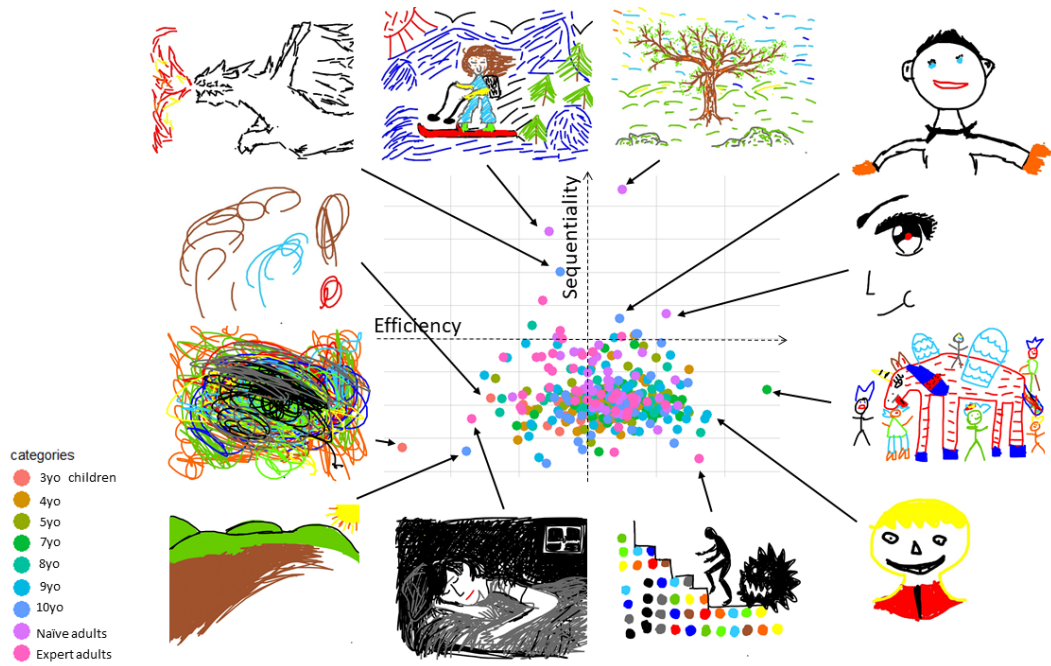 Sequentiality
Efficiency
categories
3yo children
4yo
5yo
7yo
8yo
9yo
10yo
Naïve adults
Expert adults